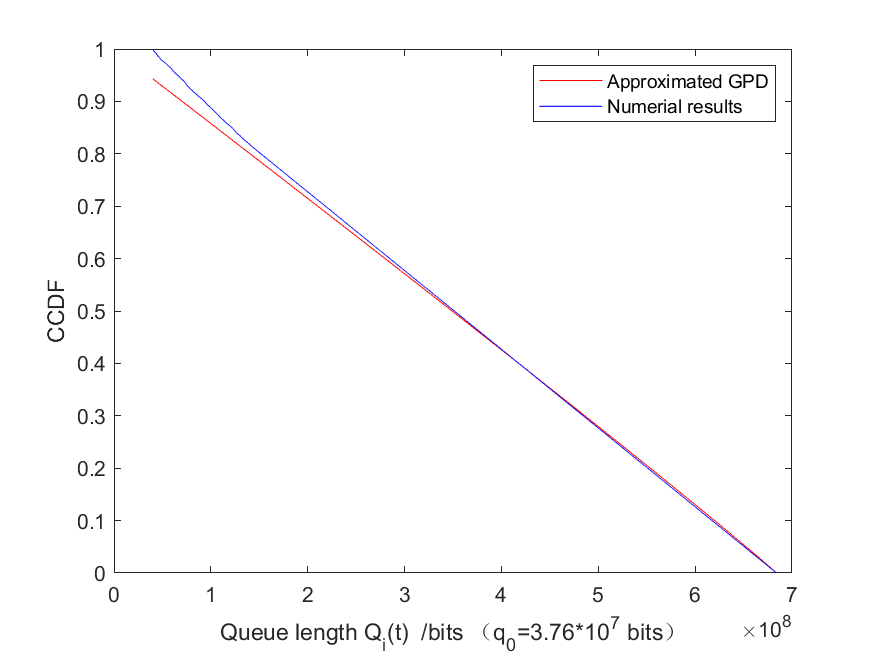 1
0.9
0.8
0.7
0.6
0.5
0.4
0.3
0.2
0.1
0
CCDF
Approximated GPD
Numerial results
0 1 2 3 4 5 6 7
×10^8
Queue length Q_i(t) /bits （q_0=3.76*10^7 bits）